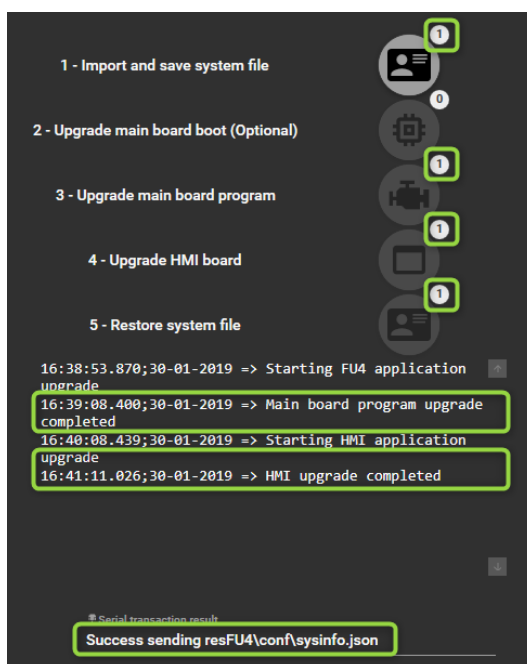 1
1 - Import and save system file
0
2 - Upgrade main board boot (Optional)
1
3 - Upgrade main board program
1
4 - Upgrade HMI board
1
5 - Restore system file
16:38:53.870;30-01-2019 => Starting FU4 application
upgrade
16:39:08.400;30-01-2019 => Main board program upgrade
completed
16:40:08.439;30-01-2019 => Starting HMI application
upgrade
16:41:11.026;30-01-2019 => HMI upgrade completed
Serial transaction result
Success sending resFU4\conf\sysinfo.json